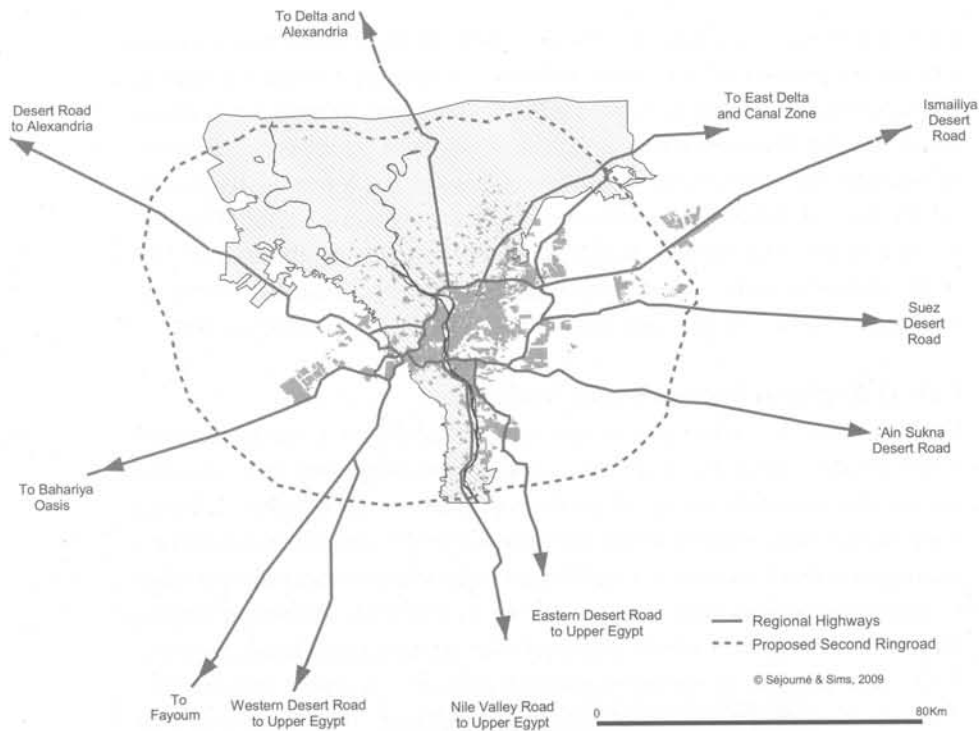 To Delta and
Alexandria
Desert Road
to Alexandria
To East Delta
and Canal Zone
Ismailiya
Desert
Road
Suez
Desert
Road
'Ain Sukna
Desert Road
To Bahariya
Oasis
Eastern Desert Road
to Upper Egypt
Regional Highways
Proposed Second Ringroad
© Séjourné & Sims, 2009
To
Fayoum
Western Desert Road
to Upper Egypt
Nile Valley Road
to Upper Egypt
0
80Km